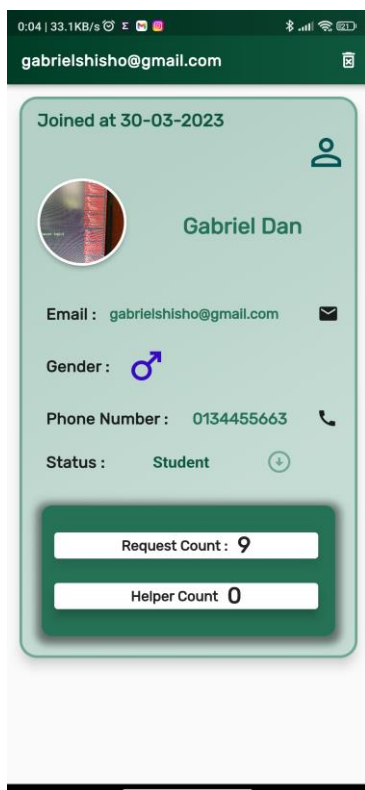 0:04 | 33.1KB/s
gabrielshisho@gmail.com
Joined at 30-03-2023
Gabriel Dan
Email : gabrielshisho@gmail.com
Gender :
Phone Number : 0134455663
Status : Student
Request Count : 9
Helper Count 0